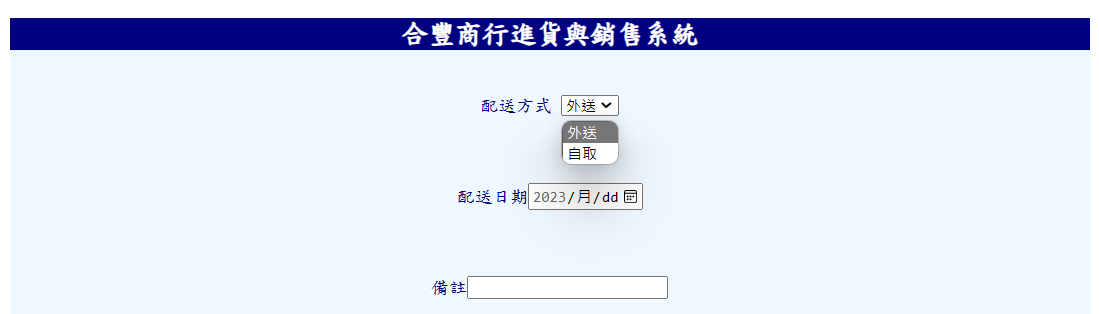 合豐商行進貨與銷售系統
配送方式 外送
外送
自取
配送日期 2023/月/dd
備註